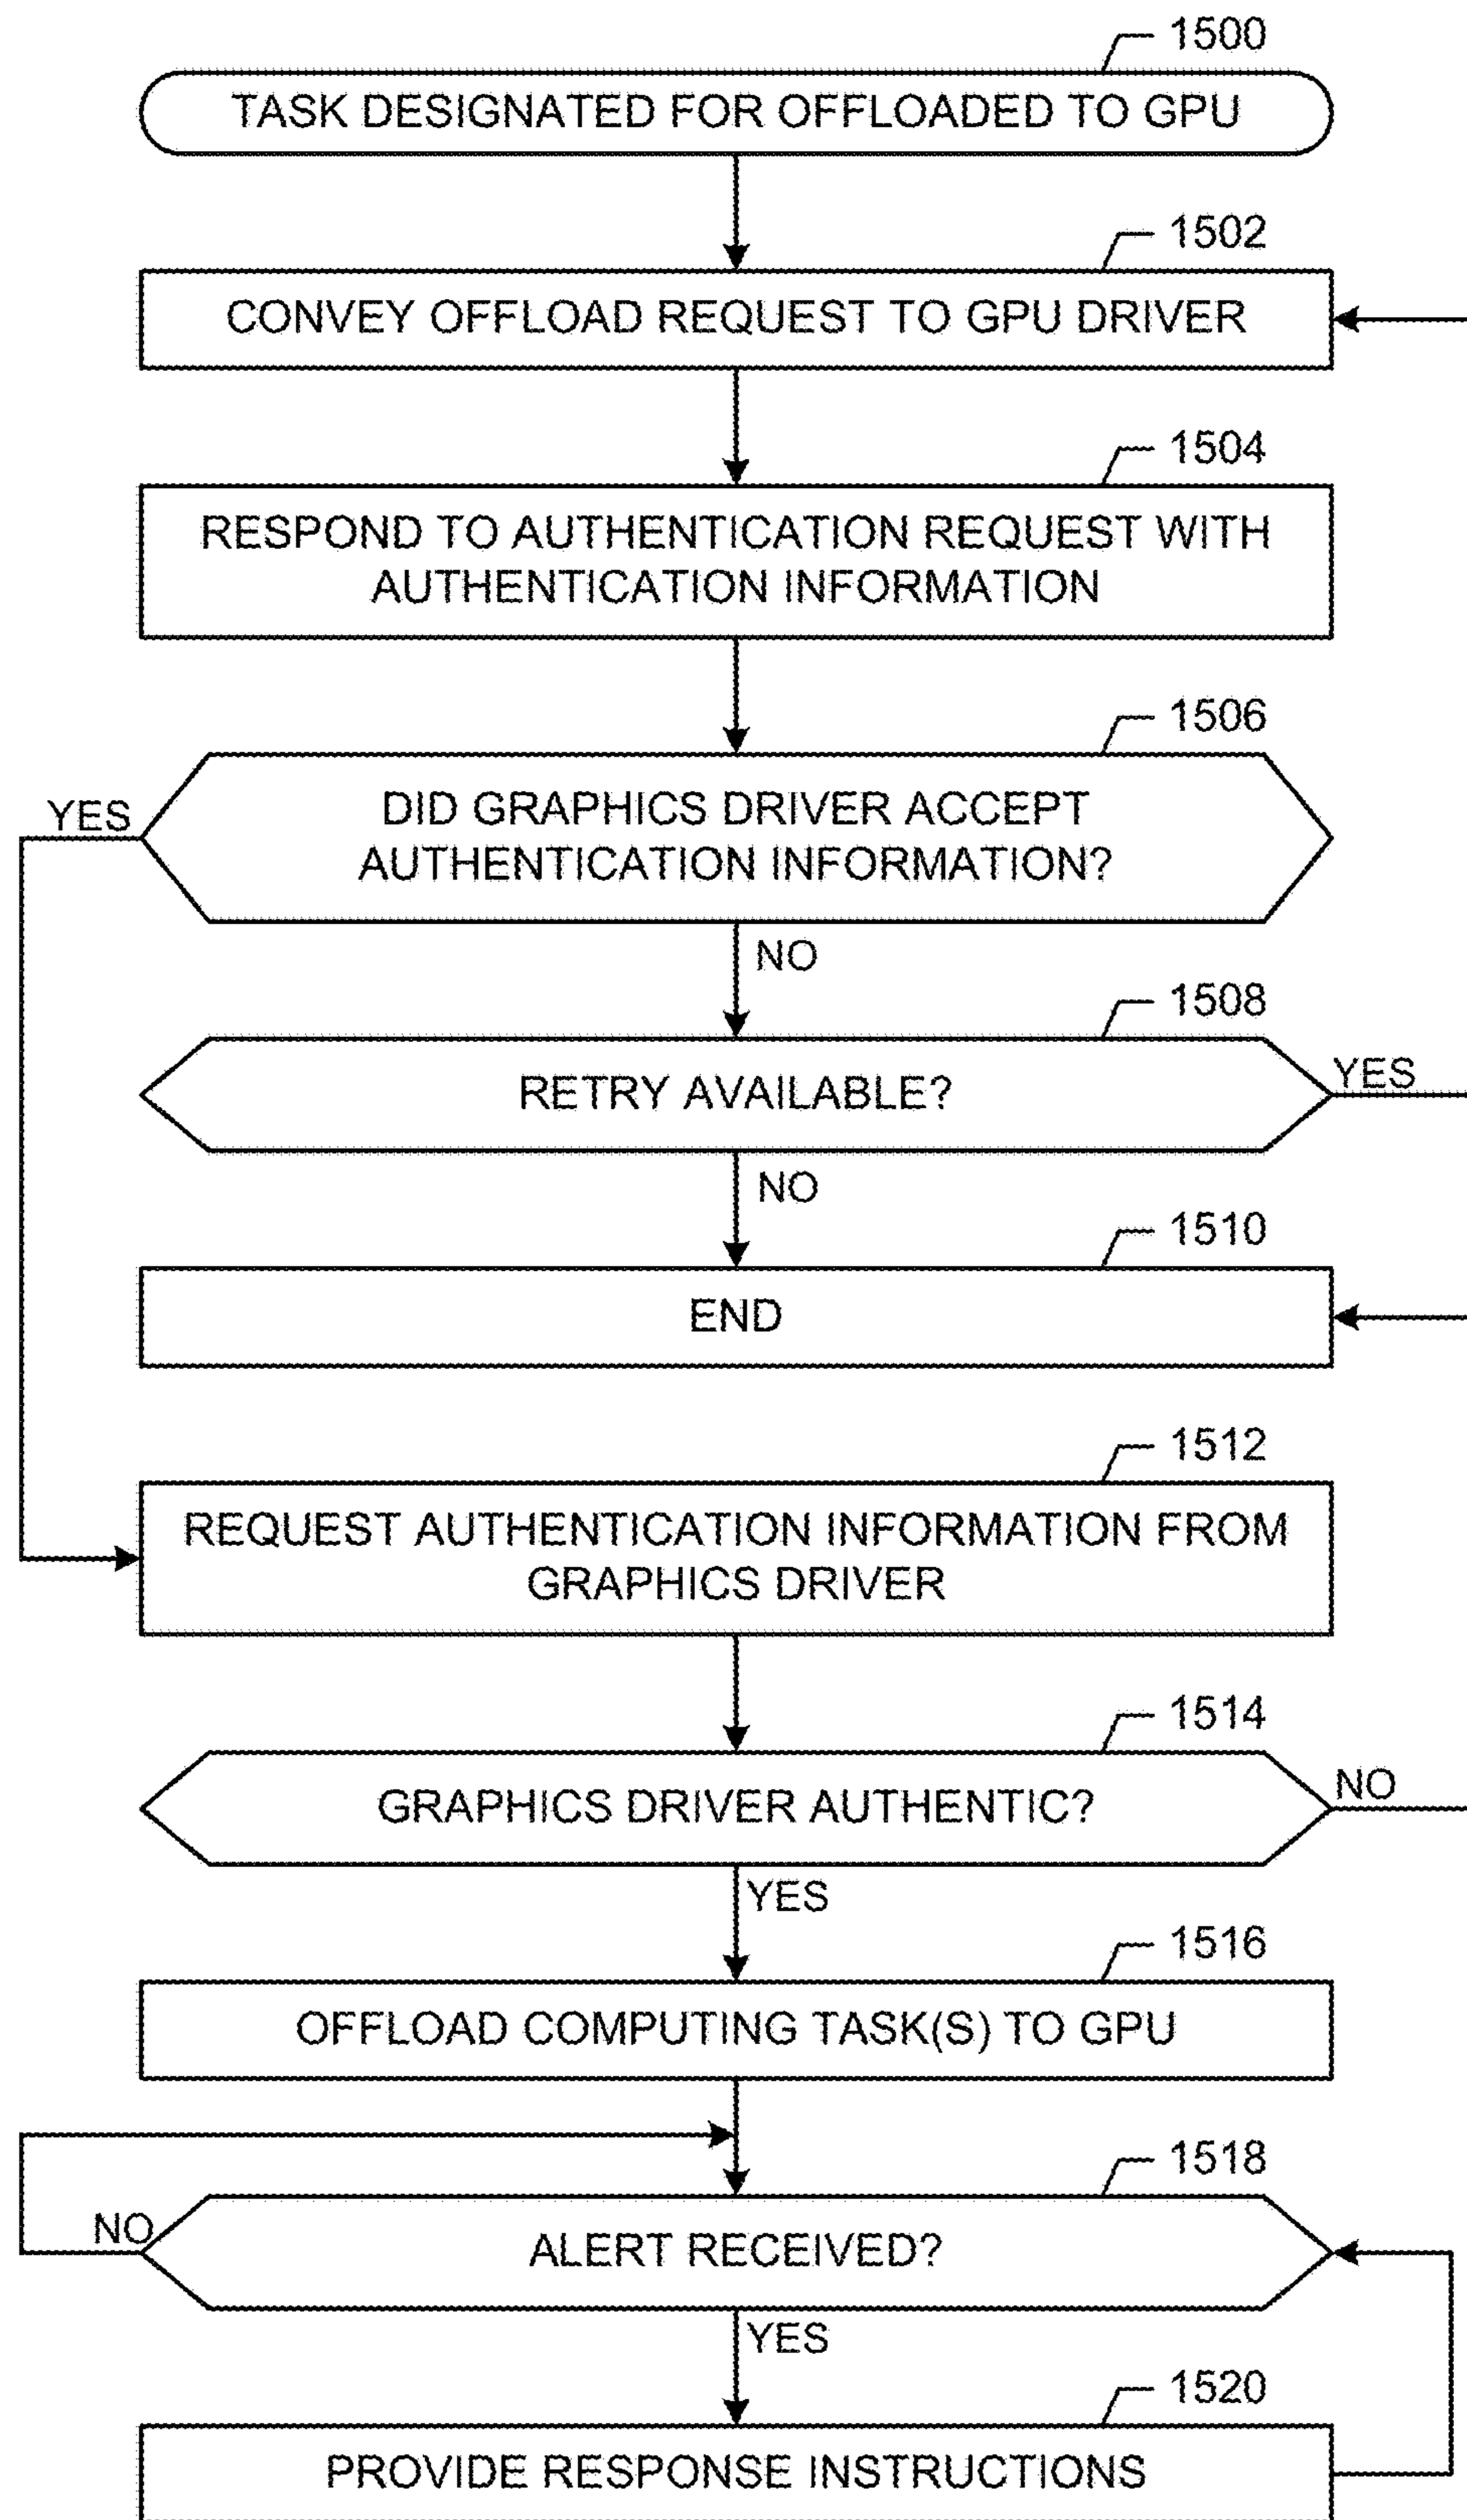 1500
TASK DESIGNATED FOR OFFLOADED TO GPU
1502
CONVEY OFFLOAD REQUEST TO GPU DRIVER
1504
RESPOND TO AUTHENTICATION REQUEST WITH
AUTHENTICATION INFORMATION
1506
YES
DID GRAPHICS DRIVER ACCEPT
AUTHENTICATION INFORMATION?
NO
1508
RETRY AVAILABLE?
YES
NO
1510
END
1512
REQUEST AUTHENTICATION INFORMATION FROM
GRAPHICS DRIVER
1514
GRAPHICS DRIVER AUTHENTIC?
NO
YES
1516
OFFLOAD COMPUTING TASK(S) TO GPU
1518
NO
ALERT RECEIVED?
YES
1520
PROVIDE RESPONSE INSTRUCTIONS